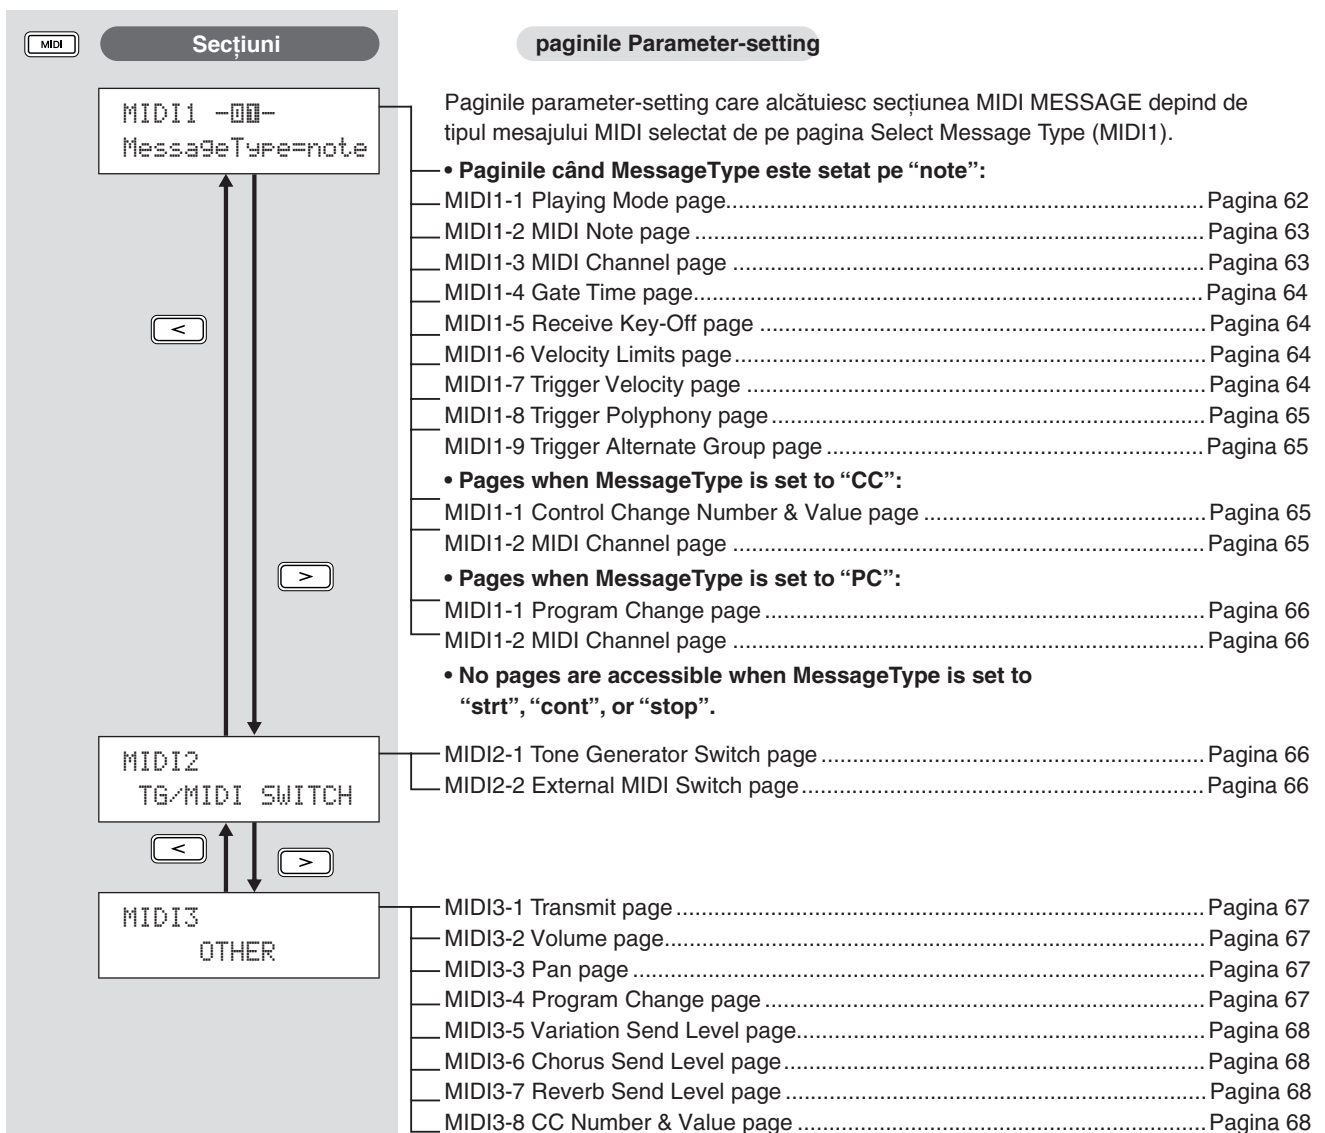 MIDI
Secțiuni
paginile Parameter-setting
MIDI1 -01-
MessageType=note
Paginile parameter-setting care alcătuiesc secțiunea MIDI MESSAGE depind de
tipul mesajului MIDI selectat de pe pagina Select Message Type (MIDI1).
• Paginile când MessageType este setat pe “note”:
MIDI1-1 Playing Mode page............Pagina 62
MIDI1-2 MIDI Note page............Pagina 63
MIDI1-3 MIDI Channel page............Pagina 63
MIDI1-4 Gate Time page............Pagina 64
MIDI1-5 Receive Key-Off page............Pagina 64
MIDI1-6 Velocity Limits page............Pagina 64
MIDI1-7 Trigger Velocity page............Pagina 64
MIDI1-8 Trigger Polyphony page............Pagina 65
MIDI1-9 Trigger Alternate Group page............Pagina 65
• Pages when MessageType is set to “CC”:
MIDI1-1 Control Change Number & Value page............Pagina 65
MIDI1-2 MIDI Channel page............Pagina 65
• Pages when MessageType is set to “PC”:
MIDI1-1 Program Change page............Pagina 66
MIDI1-2 MIDI Channel page............Pagina 66
• No pages are accessible when MessageType is set to
“strt”, “cont”, or “stop”.
<
>
MIDI2
TG/MIDI SWITCH
MIDI2-1 Tone Generator Switch page............Pagina 66
MIDI2-2 External MIDI Switch page............Pagina 66
<
>
MIDI3
OTHER
MIDI3-1 Transmit page............Pagina 67
MIDI3-2 Volume page............Pagina 67
MIDI3-3 Pan page............Pagina 67
MIDI3-4 Program Change page............Pagina 67
MIDI3-5 Variation Send Level page............Pagina 68
MIDI3-6 Chorus Send Level page............Pagina 68
MIDI3-7 Reverb Send Level page............Pagina 68
MIDI3-8 CC Number & Value page............Pagina 68